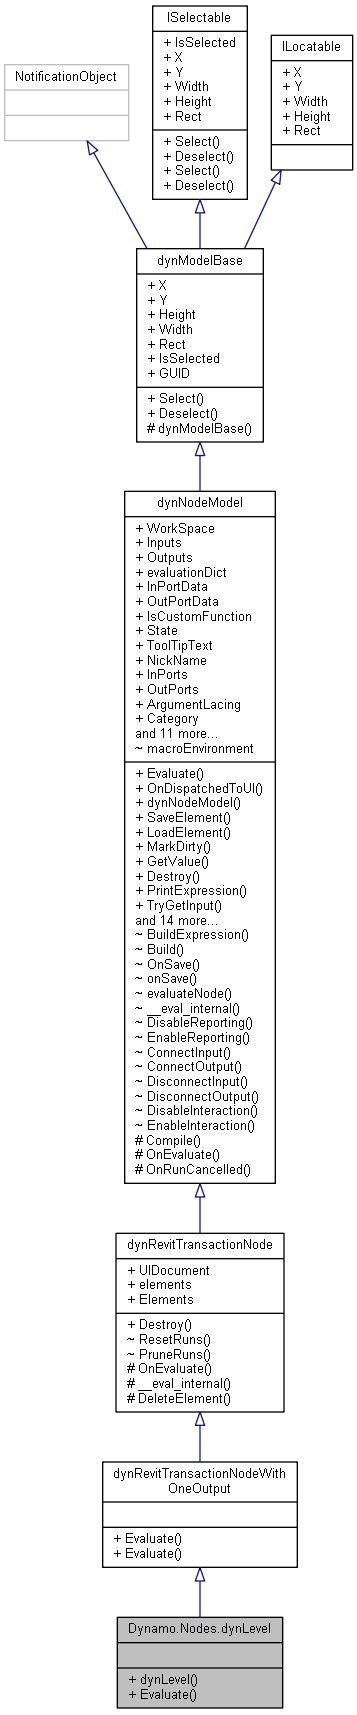 NotificationObject
ISelectable
+ IsSelected
+ X
+ Y
+ Width
+ Height
+ Rect
+ Select()
+ Deselect()
+ Select()
+ Deselect()
ILocatable
+ X
+ Y
+ Width
+ Height
+ Rect
dynModelBase
+ X
+ Y
+ Height
+ Width
+ Rect
+ IsSelected
+ GUID
+ Select()
+ Deselect()
# dynModelBase()
dynNodeModel
+ WorkSpace
+ Inputs
+ Outputs
+ evaluationDict
+ InPortData
+ OutPortData
+ IsCustomFunction
+ State
+ ToolTipText
+ NickName
+ InPorts
+ OutPorts
+ ArgumentLacing
+ Category
and 11 more...
~ macroEnvironment
+ Evaluate()
+ OnDispatchedToUI()
+ dynNodeModel()
+ SaveElement()
+ LoadElement()
+ MarkDirty()
+ GetValue()
+ Destroy()
+ PrintExpression()
+ TryGetInput()
and 14 more...
~ BuildExpression()
~ Build()
~ OnSave()
~ onSave()
~ evaluateNode()
~ __eval_internal()
~ DisableReporting()
~ EnableReporting()
~ ConnectInput()
~ ConnectOutput()
~ DisconnectInput()
~ DisconnectOutput()
~ DisableInteraction()
~ EnableInteraction()
# Compile()
# OnEvaluate()
# OnRunCancelled()
dynRevitTransactionNode
+ UIDocument
+ elements
+ Elements
+ Destroy()
~ ResetRuns()
~ PruneRuns()
# OnEvaluate()
# __eval_internal()
# DeleteElement()
dynRevitTransactionNodeWith
OneOutput
+ Evaluate()
+ Evaluate()
Dynamo.Nodes.dynLevel
+ dynLevel()
+ Evaluate()